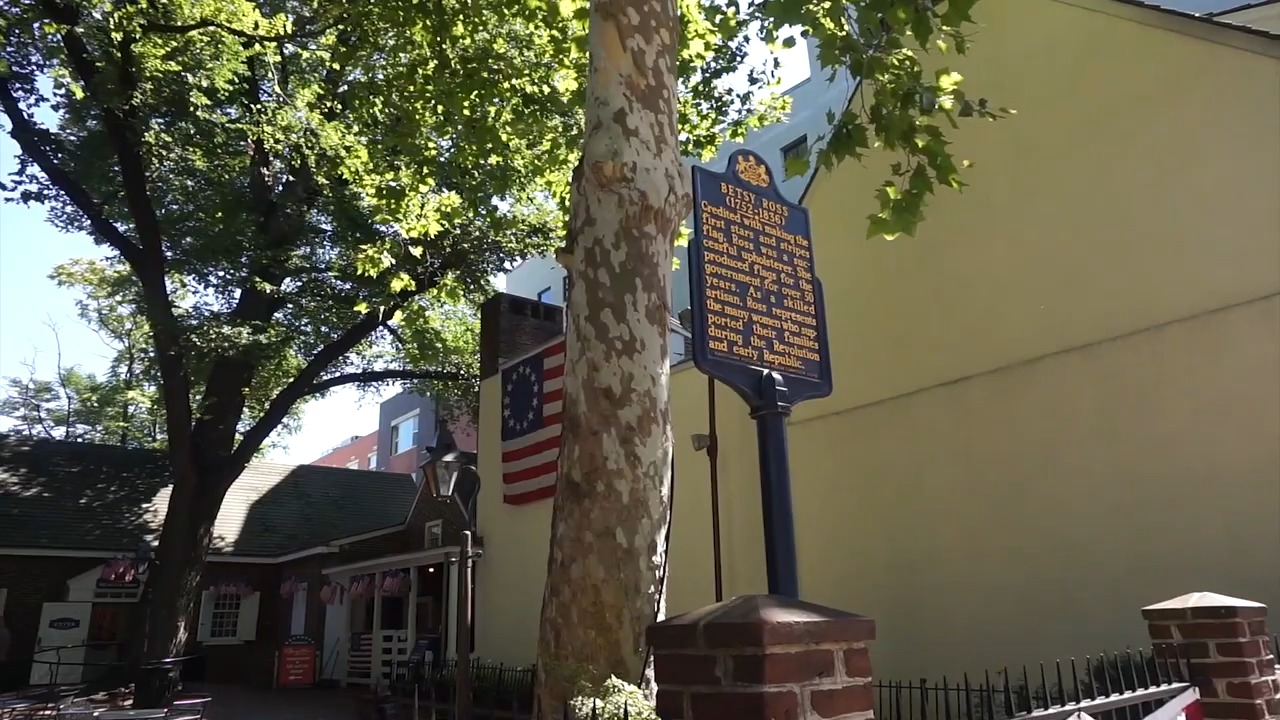 BETSY ROSS
(1752-1836)
Credited with making the
first stars and stripes
flag, Ross was a suc-
cessful upholsterer. She
produced flags for the
government for over 50
years. As a skilled
artisan, Ross represents
the many women who sup-
ported their families
during the Revolution
and early Republic.